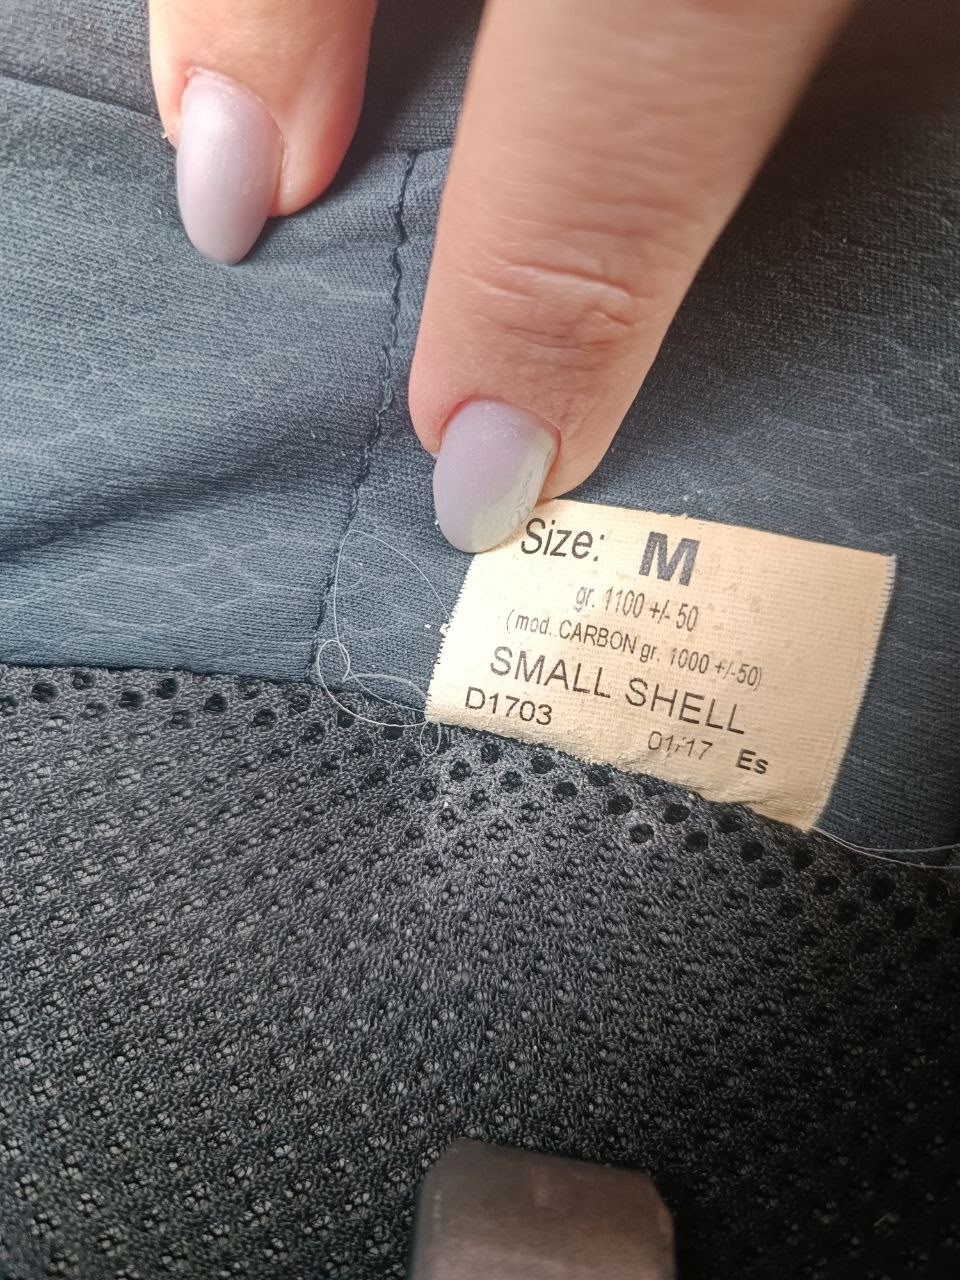 Size: M
gr. 1100 +/- 50
(mod. CARBON gr. 1000 +/-50)
SMALL SHELL
D1703
01/17 Es